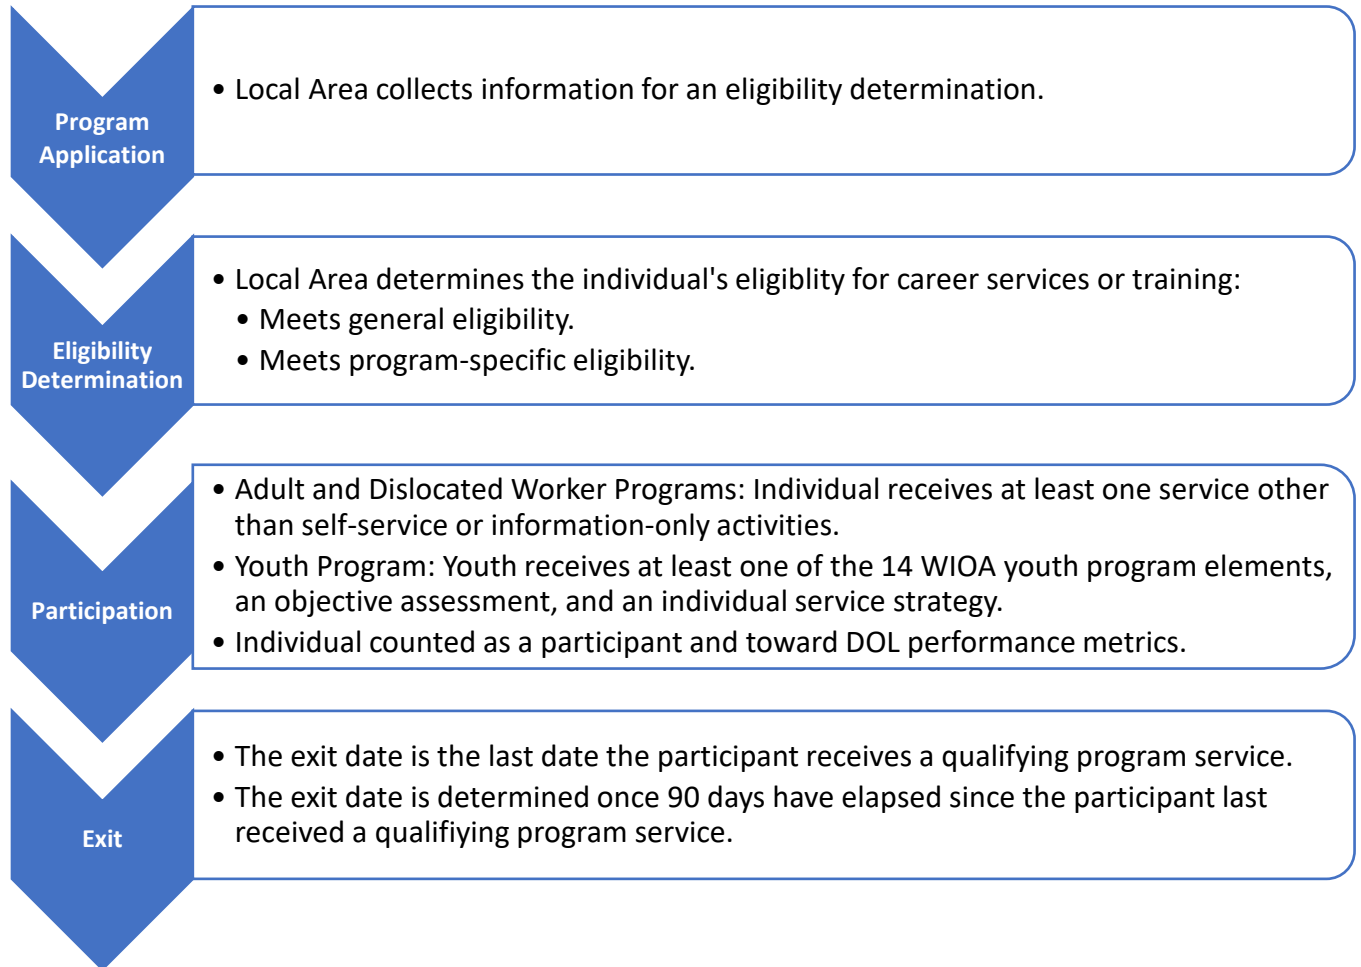 Program
Application
• Local Area collects information for an eligibility determination.
Eligibility
Determination
• Local Area determines the individual's eligiblity for career services or training:
• Meets general eligibility.
• Meets program-specific eligibility.
Participation
• Adult and Dislocated Worker Programs: Individual receives at least one service other
than self-service or information-only activities.
• Youth Program: Youth receives at least one of the 14 WIOA youth program elements,
an objective assessment, and an individual service strategy.
• Individual counted as a participant and toward DOL performance metrics.
Exit
• The exit date is the last date the participant receives a qualifying program service.
• The exit date is determined once 90 days have elapsed since the participant last
received a qualifiying program service.